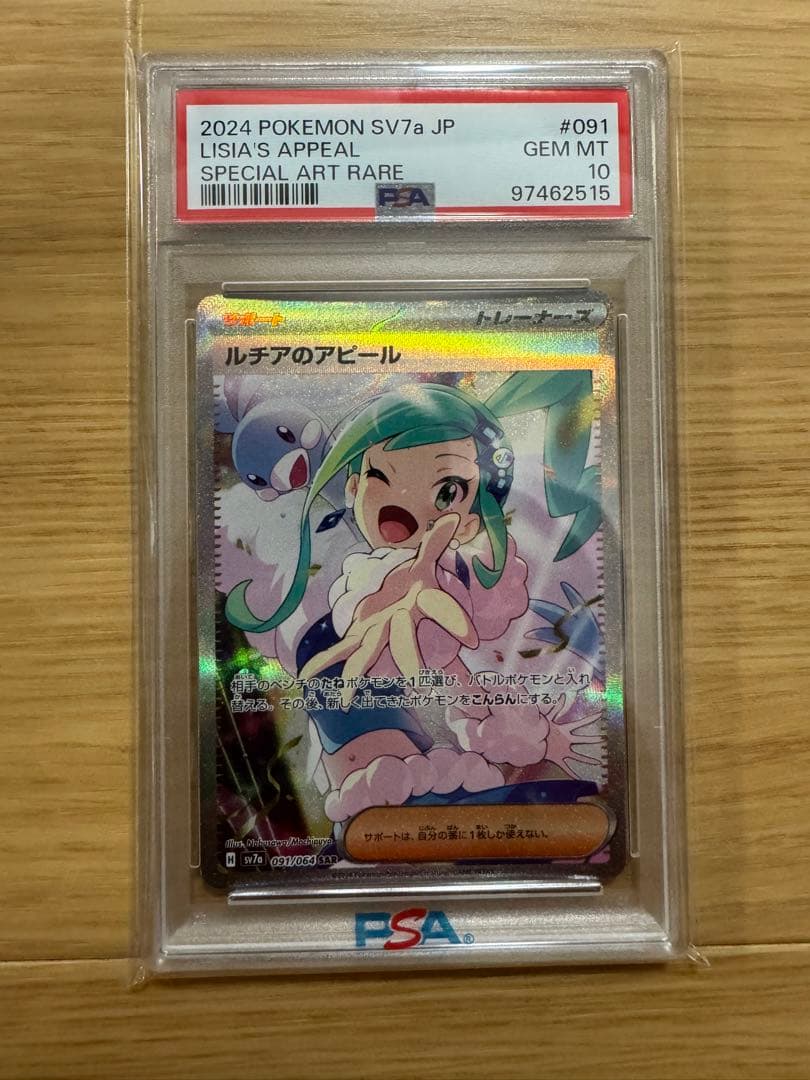 2024 POKEMON SV7a JP #091
LISIA'S APPEAL GEM MT
SPECIAL ART RARE 10
PSA 97462515
サポート トレーナーズ
ルチアのアピール
相手のベンチのたねポケモンを1匹選び、バトルポケモンと入れ
替える。その後、新しく出てきたポケモンをこんらんにする。
サポートは、自分の番に1枚しか使えない。
Illus. Nobusawa/Mochipuyo
H SV7a 091/064 SAR
PSA®